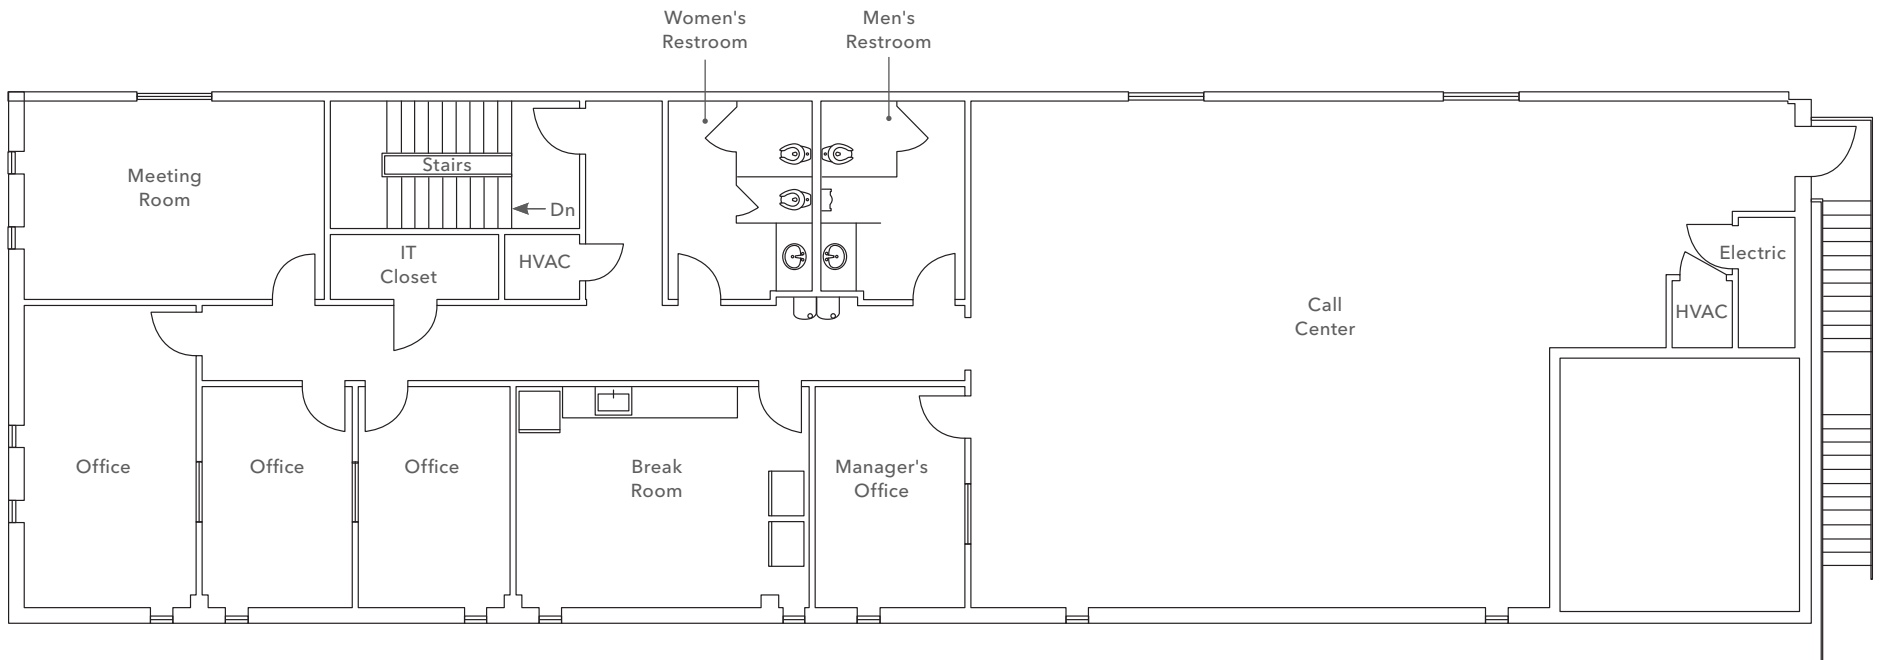 Women's
Restroom
Men's
Restroom
Meeting
Room
Stairs
Dn
IT
Closet
HVAC
Electric
HVAC
Call
Center
Office
Office
Office
Break
Room
Manager's
Office